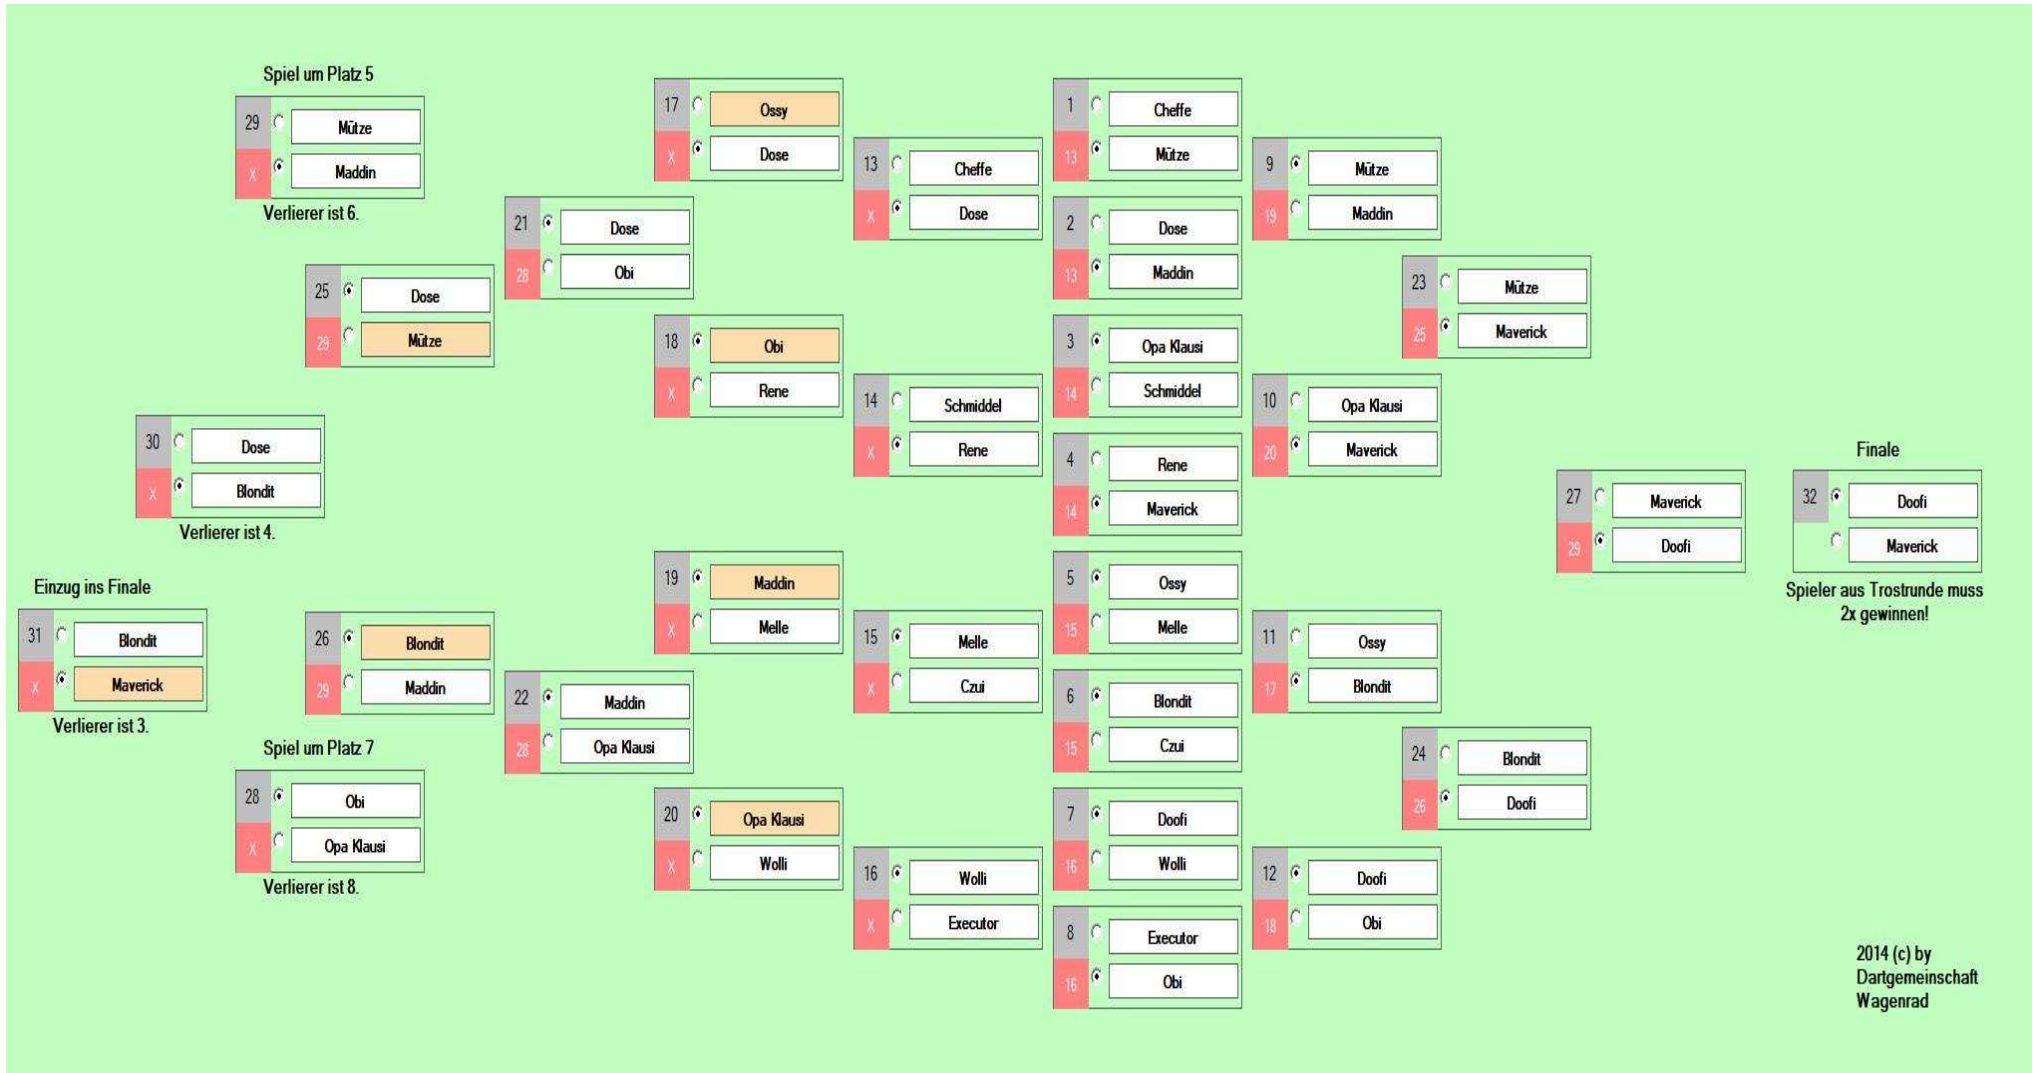 Spiel um Platz 5
29
Mütze
X
Maddin
Verlierer ist 6.
17
Ossy
X
Dose
21
Dose
28
Obi
25
Dose
29
Mütze
18
Obi
X
Rene
30
Dose
X
Blondit
Verlierer ist 4.
Einzug ins Finale
31
Blondit
X
Maverick
Verlierer ist 3.
26
Blondit
29
Maddin
19
Maddin
X
Melle
22
Maddin
28
Opa Klausi
Spiel um Platz 7
28
Obi
X
Opa Klausi
Verlierer ist 8.
20
Opa Klausi
X
Wolli
13
Cheffe
X
Dose
14
Schmiddel
X
Rene
15
Melle
X
Czui
16
Wolli
X
Executor
1
Cheffe
13
Mütze
2
Dose
13
Maddin
3
Opa Klausi
14
Schmiddel
4
Rene
14
Maverick
5
Ossy
15
Melle
6
Blondit
15
Czui
7
Doofi
16
Wolli
8
Executor
16
Obi
9
Mütze
19
Maddin
10
Opa Klausi
20
Maverick
11
Ossy
17
Blondit
12
Doofi
18
Obi
23
Mütze
25
Maverick
24
Blondit
26
Doofi
27
Maverick
29
Doofi
Finale
32
Doofi
Maverick
Spieler aus Trostrunde muss
2x gewinnen!
2014 (c) by
Dartgemeinschaft
Wagenrad